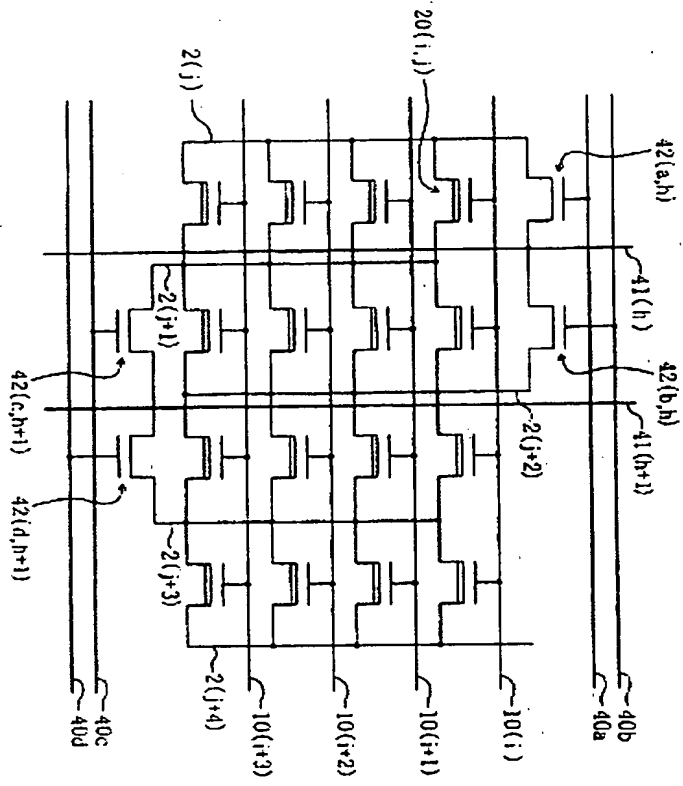 20(i,j)
2(j)
42(a,h)
41(h)
42(b,h)
41(h+1)
2(j+1)
2(j+2)
42(c,h+1)
42(d,h+1)
2(j+3)
2(j+4)
10(i+3)
10(i+2)
10(i+1)
10(i)
40a
40b
40c
40d